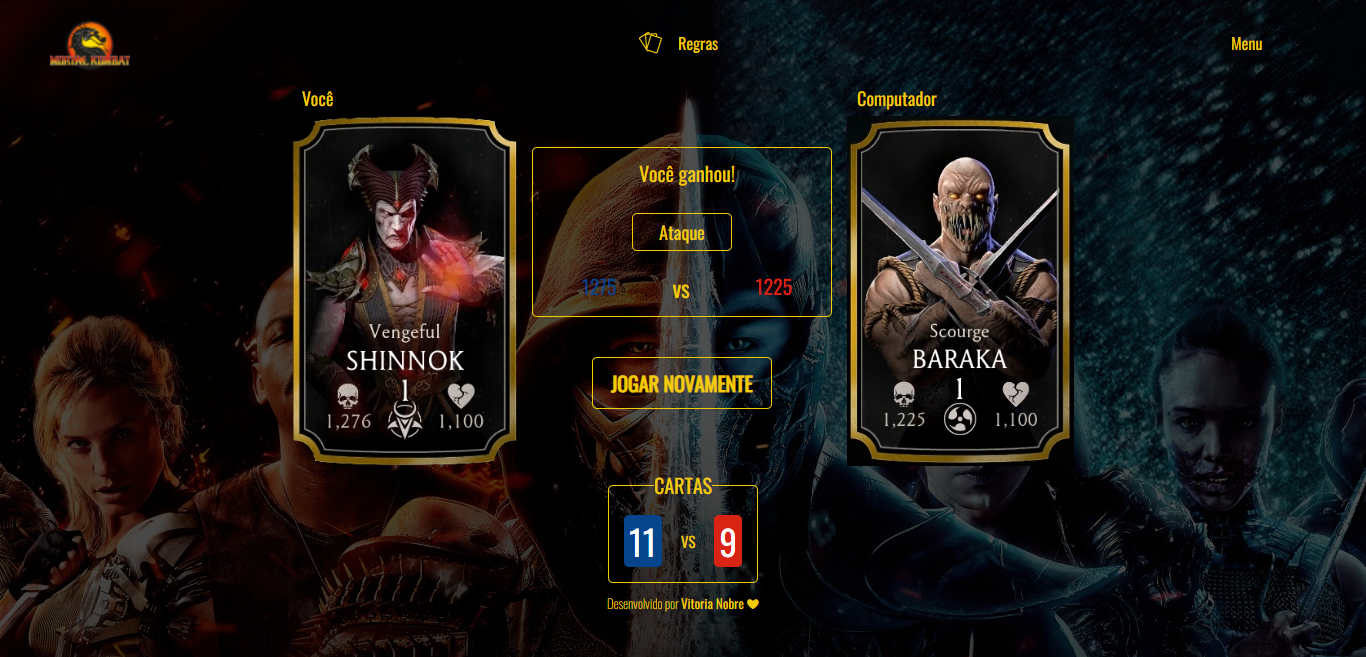 MORTAL KOMBAT
Regras
Menu
Você
Computador
Você ganhou!
Ataque
1276 vs 1225
Vengeful
SHINNOK
1
1,276 1,100
Scourge
BARAKA
1
1,225 1,100
JOGAR NOVAMENTE
CARTAS
11 vs 9
Desenvolvido por Vitoria Nobre